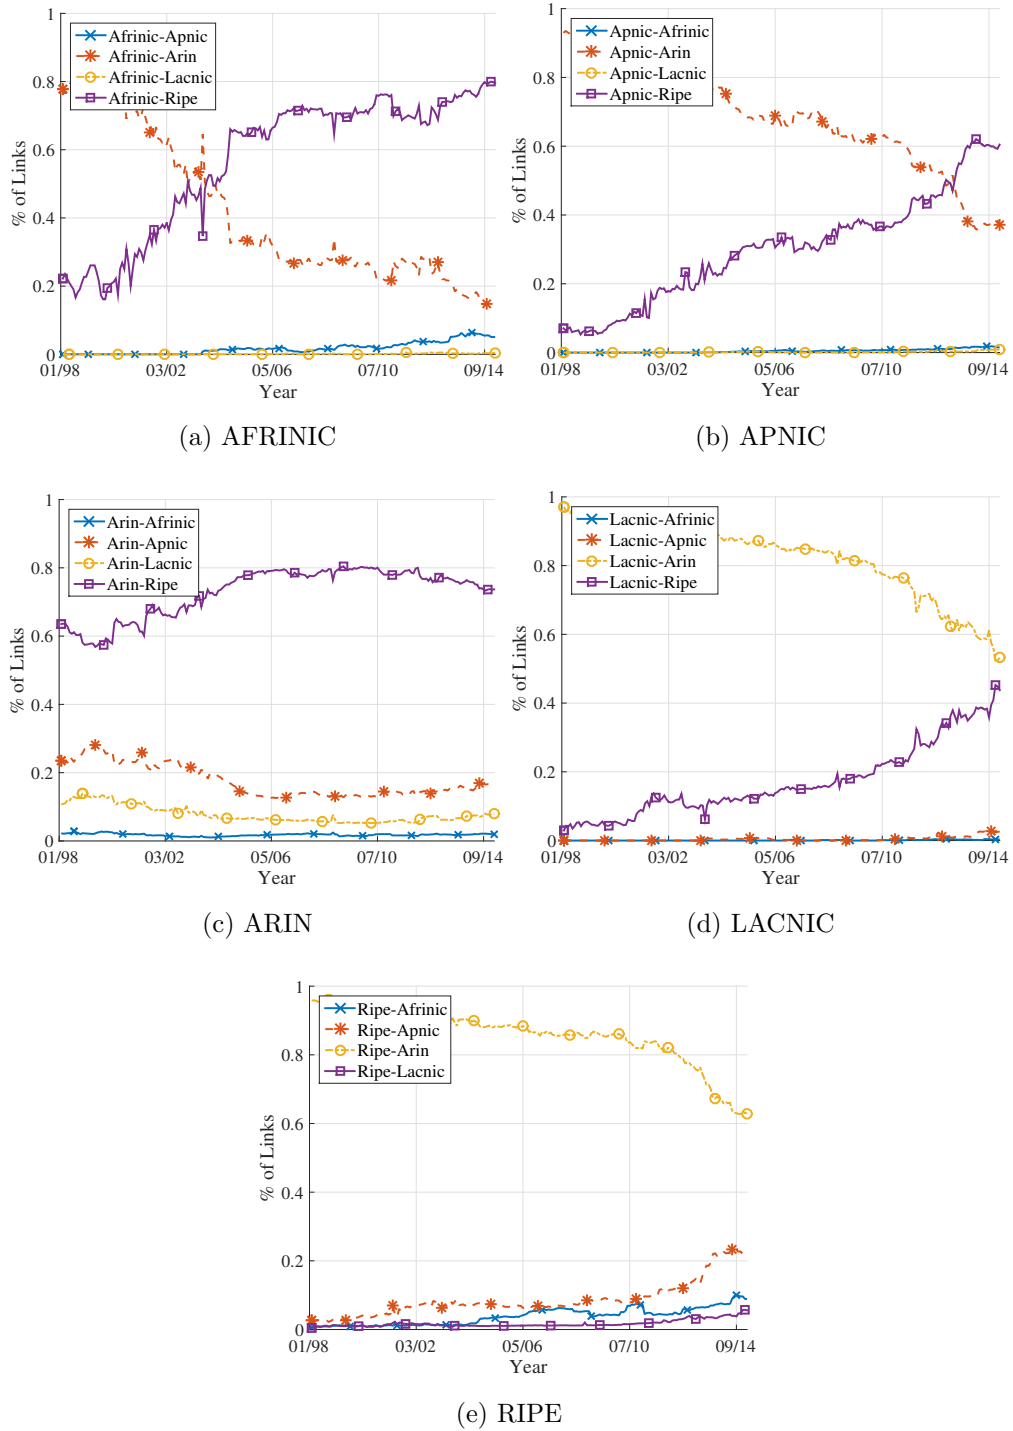 1
0.8
0.6
0.4
0.2
0
% of Links
Afrinic-Apnic
Afrinic-Arin
Afrinic-Lacnic
Afrinic-Ripe
01/98 03/02 05/06 07/10 09/14
Year
(a) AFRINIC
1
0.8
0.6
0.4
0.2
0
% of Links
Apnic-Afrinic
Apnic-Arin
Apnic-Lacnic
Apnic-Ripe
01/98 03/02 05/06 07/10 09/14
Year
(b) APNIC
1
0.8
0.6
0.4
0.2
0
% of Links
Arin-Afrinic
Arin-Apnic
Arin-Lacnic
Arin-Ripe
01/98 03/02 05/06 07/10 09/14
Year
(c) ARIN
1
0.8
0.6
0.4
0.2
0
% of Links
Lacnic-Afrinic
Lacnic-Apnic
Lacnic-Arin
Lacnic-Ripe
01/98 03/02 05/06 07/10 09/14
Year
(d) LACNIC
1
0.8
0.6
0.4
0.2
0
% of Links
Ripe-Afrinic
Ripe-Apnic
Ripe-Arin
Ripe-Lacnic
01/98 03/02 05/06 07/10 09/14
Year
(e) RIPE